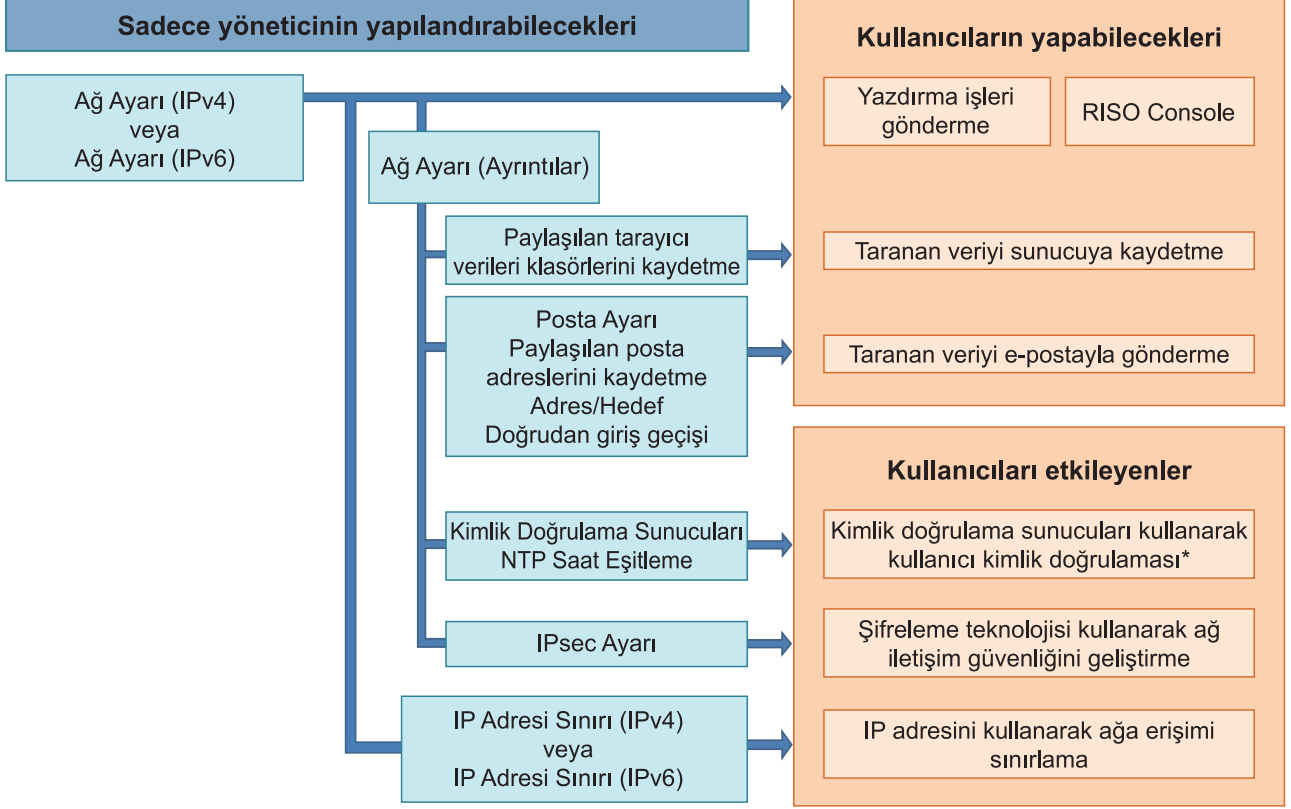 Sadece yöneticinin yapılandırabilecekleri
Ağ Ayarı (IPv4)
veya
Ağ Ayarı (IPv6)
Ağ Ayarı (Ayrıntılar)
Paylaşılan tarayıcı
verileri klasörlerini kaydetme
Posta Ayarı
Paylaşılan posta
adreslerini kaydetme
Adres/Hedef
Doğrudan giriş geçişi
Kimlik Doğrulama Sunucuları
NTP Saat Eşitleme
IPsec Ayarı
IP Adresi Sınırı (IPv4)
veya
IP Adresi Sınırı (IPv6)
Kullanıcıların yapabilecekleri
Yazdırma işleri
gönderme
RISO Console
Taranan veriyi sunucuya kaydetme
Taranan veriyi e-postayla gönderme
Kullanıcıları etkileyenler
Kimlik doğrulama sunucuları kullanarak
kullanıcı kimlik doğrulaması*
Şifreleme teknolojisi kullanarak ağ
iletişim güvenliğini geliştirme
IP adresini kullanarak ağa erişimi
sınırlama